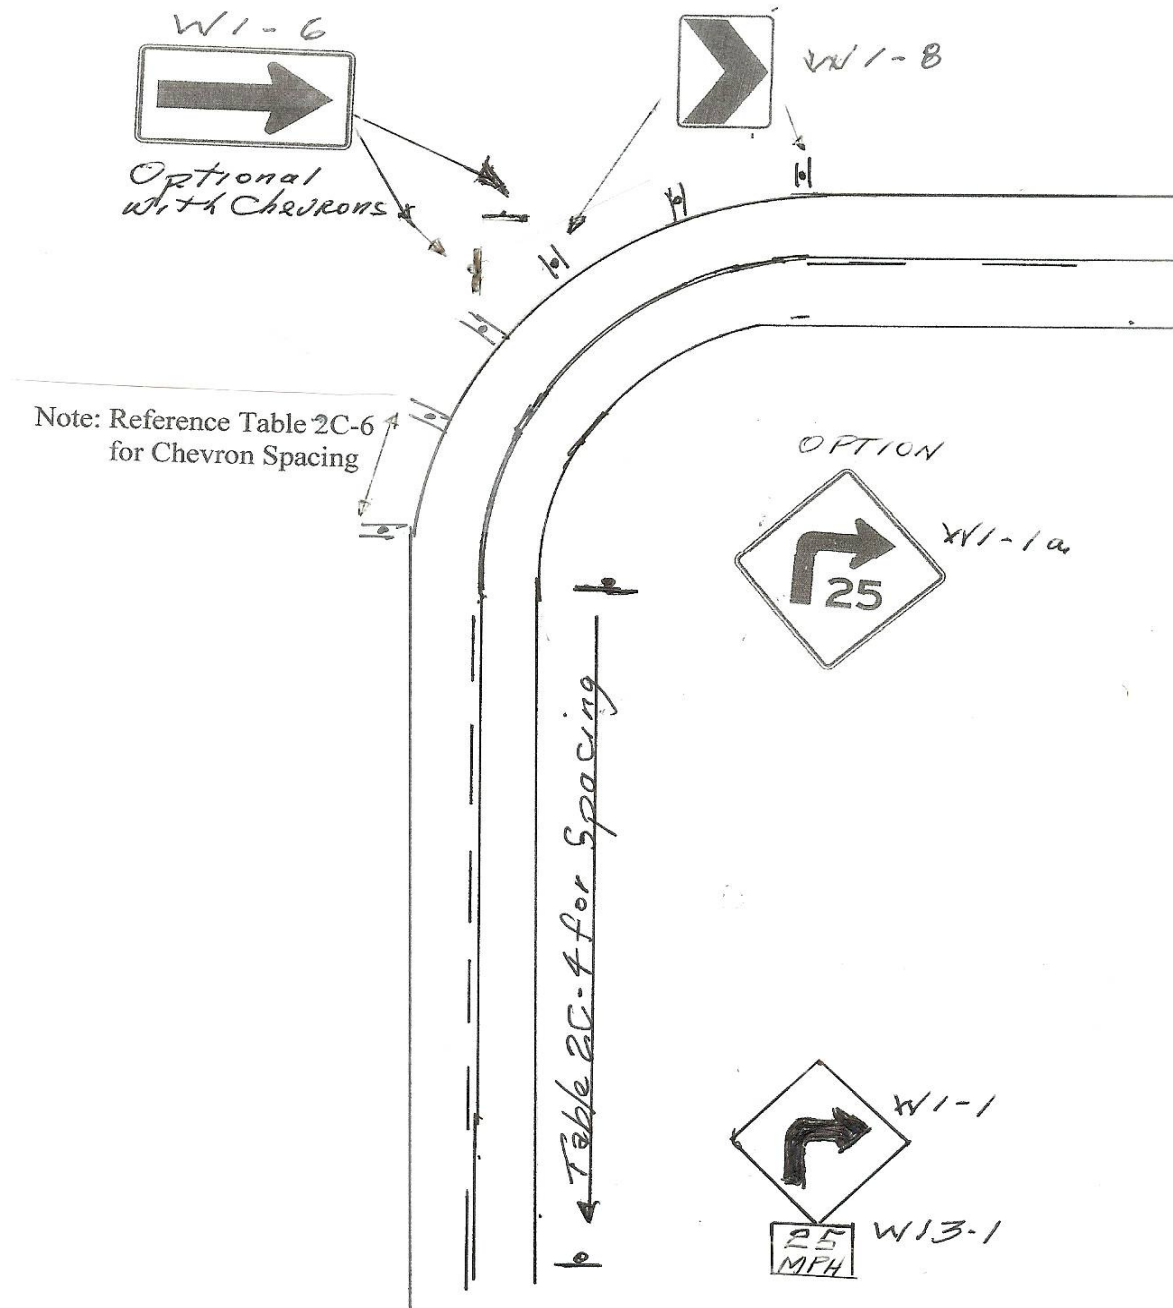 W1-6
W1-8
Optional
with Chevrons
Note: Reference Table 2C-6
for Chevron Spacing
OPTION
W1-1a
25
Table 2C-4 for Spacing
W1-1
W13-1
25
MPH